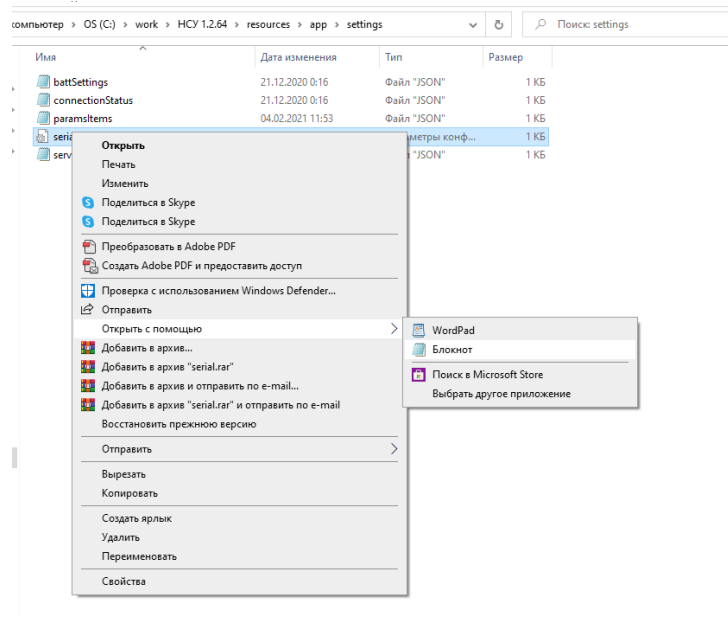 компьютер › OS (C:) › work › НСУ 1.2.64 › resources › app › settings
Поиск: settings
Имя Дата изменения Тип Размер
battSettings 21.12.2020 0:16 Файл "JSON" 1 КБ
connectionStatus 21.12.2020 0:16 Файл "JSON" 1 КБ
paramsItems 04.02.2021 11:53 Файл "JSON" 1 КБ
seria метры конф... 1 КБ
serv "JSON" 1 КБ
Открыть
Печать
Изменить
Поделиться в Skype
Поделиться в Skype
Преобразовать в Adobe PDF
Создать Adobe PDF и предоставить доступ
Проверка с использованием Windows Defender...
Отправить
Открыть с помощью
Добавить в архив...
Добавить в архив "serial.rar"
Добавить в архив и отправить по e-mail...
Добавить в архив "serial.rar" и отправить по e-mail
Восстановить прежнюю версию
Отправить
Вырезать
Копировать
Создать ярлык
Удалить
Переименовать
Свойства
WordPad
Блокнот
Поиск в Microsoft Store
Выбрать другое приложение